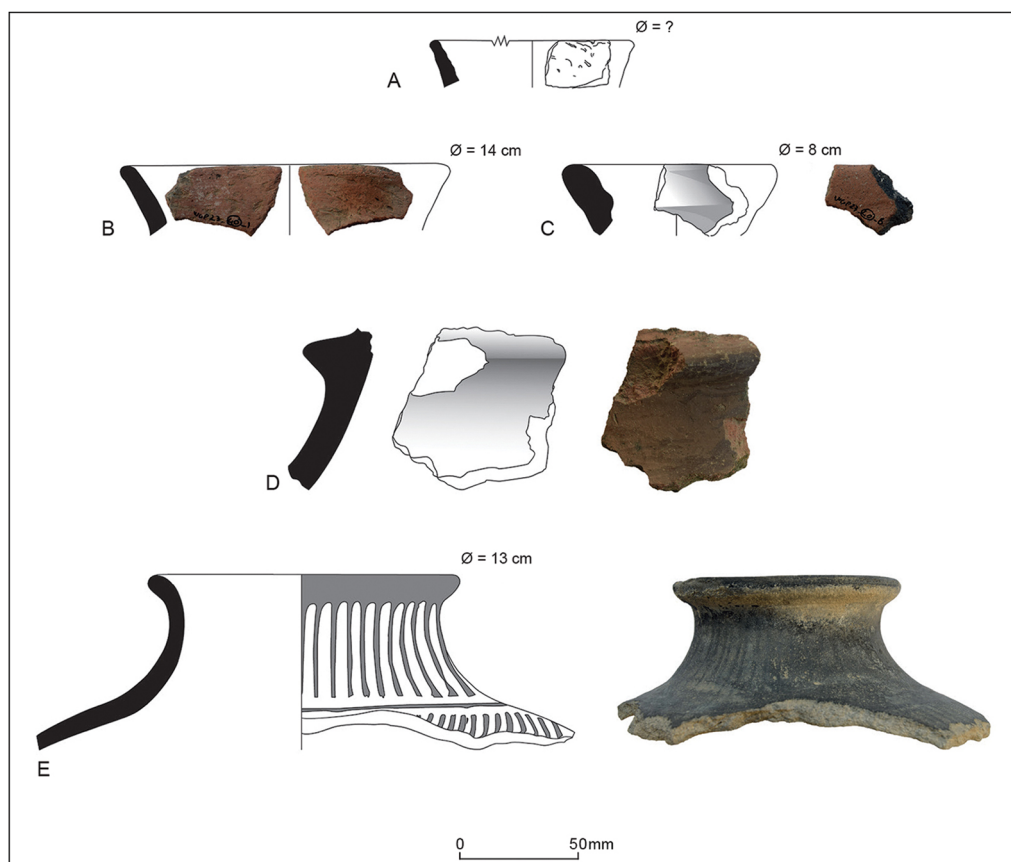 Ø = ?
A
Ø = 14 cm
B
Ø = 8 cm
C
D
Ø = 13 cm
E
0 50mm